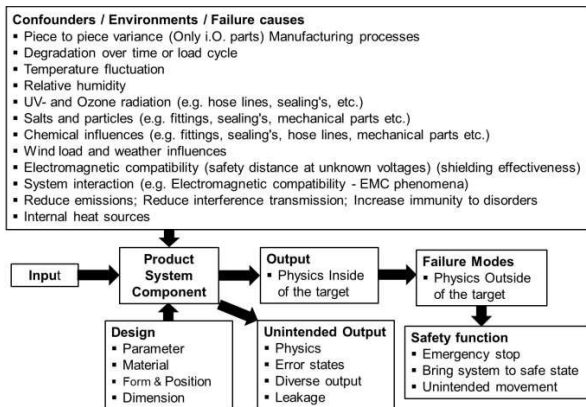 Confounders / Environments / Failure causes
▪ Piece to piece variance (Only i.O. parts) Manufacturing processes
▪ Degradation over time or load cycle
▪ Temperature fluctuation
▪ Relative humidity
▪ UV- and Ozone radiation (e.g. hose lines, sealing's, etc.)
▪ Salts and particles (e.g. fittings, sealing's, mechanical parts etc.)
▪ Chemical influences (e.g. fittings, sealing's, hose lines, mechanical parts etc.)
▪ Wind load and weather influences
▪ Electromagnetic compatibility (safety distance at unknown voltages) (shielding effectiveness)
▪ System interaction (e.g. Electromagnetic compatibility - EMC phenomena)
▪ Reduce emissions; Reduce interference transmission; Increase immunity to disorders
▪ Internal heat sources
Input
Product
System
Component
Output
▪ Physics Inside
of the target
Failure Modes
▪ Physics Outside
of the target
Design
▪ Parameter
▪ Material
▪ Form & Position
▪ Dimension
Unintended Output
▪ Physics
▪ Error states
▪ Diverse output
▪ Leakage
Safety function
▪ Emergency stop
▪ Bring system to safe state
▪ Unintended movement